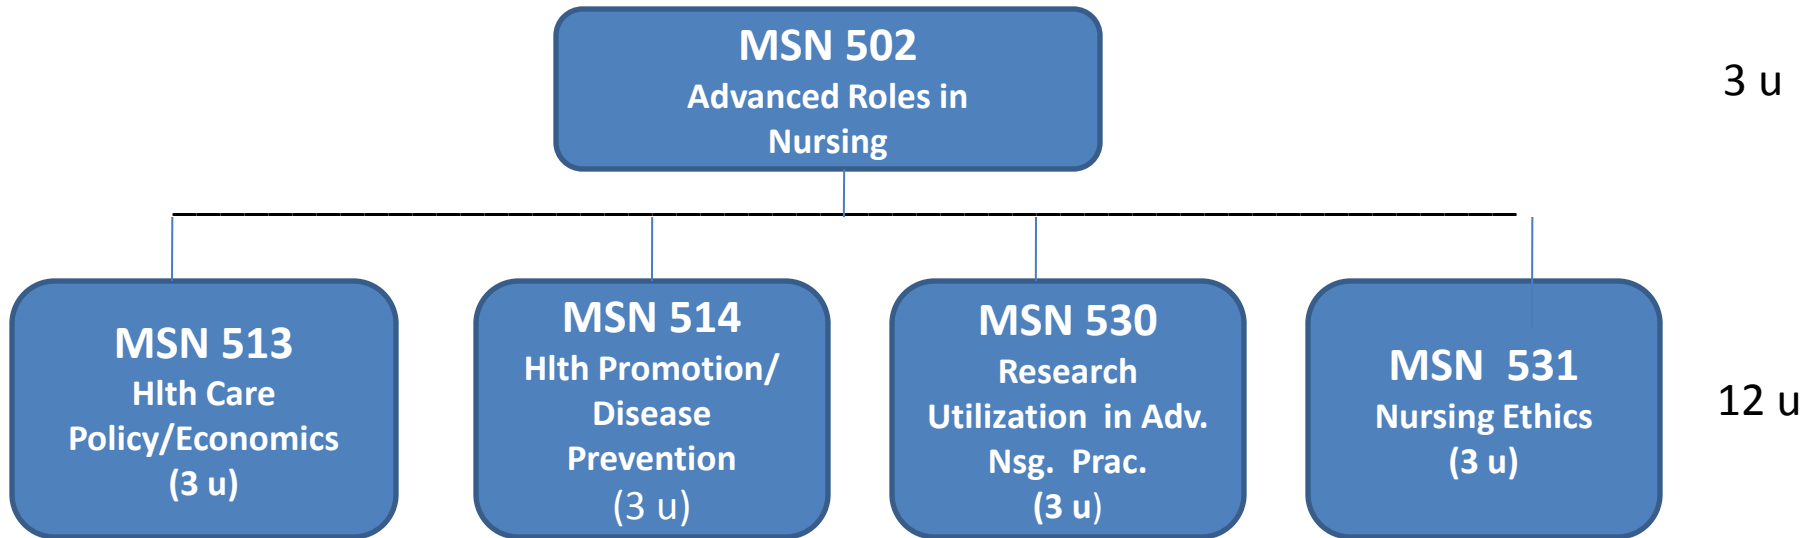 MSN 502
Advanced Roles in
Nursing
3 u
MSN 513
Hlth Care
Policy/Economics
(3 u)
MSN 514
Hlth Promotion/
Disease
Prevention
(3 u)
MSN 530
Research
Utilization in Adv.
Nsg. Prac.
(3 u)
MSN 531
Nursing Ethics
(3 u)
12 u